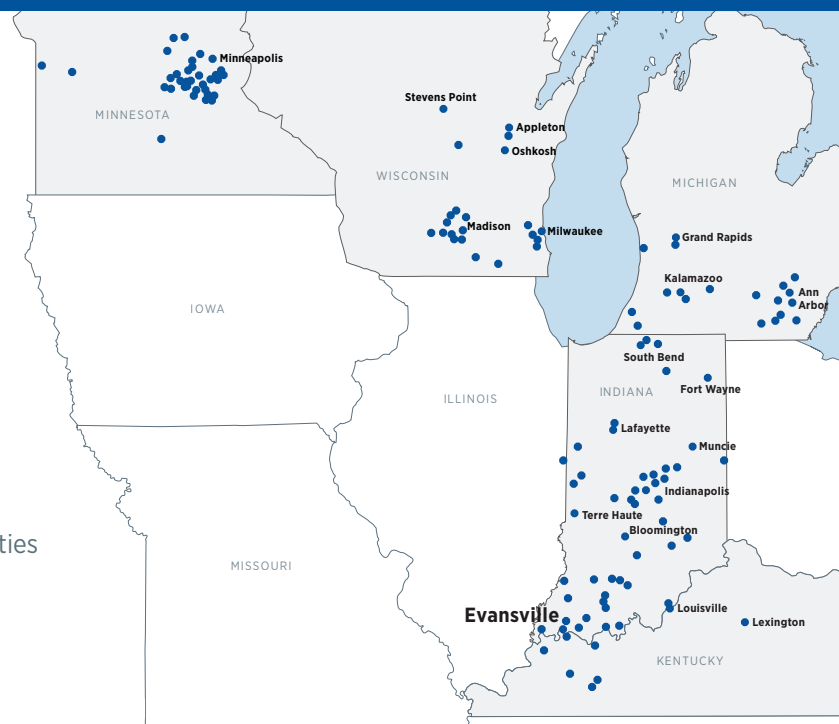 Minneapolis
MINNESOTA
Stevens Point
Appleton
Oshkosh
WISCONSIN
MICHIGAN
Madison
Milwaukee
Grand Rapids
Kalamazoo
Ann
Arbor
IOWA
South Bend
Fort Wayne
INDIANA
ILLINOIS
Lafayette
Muncie
Indianapolis
Terre Haute
Bloomington
ties
MISSOURI
Evansville
Louisville
Lexington
KENTUCKY